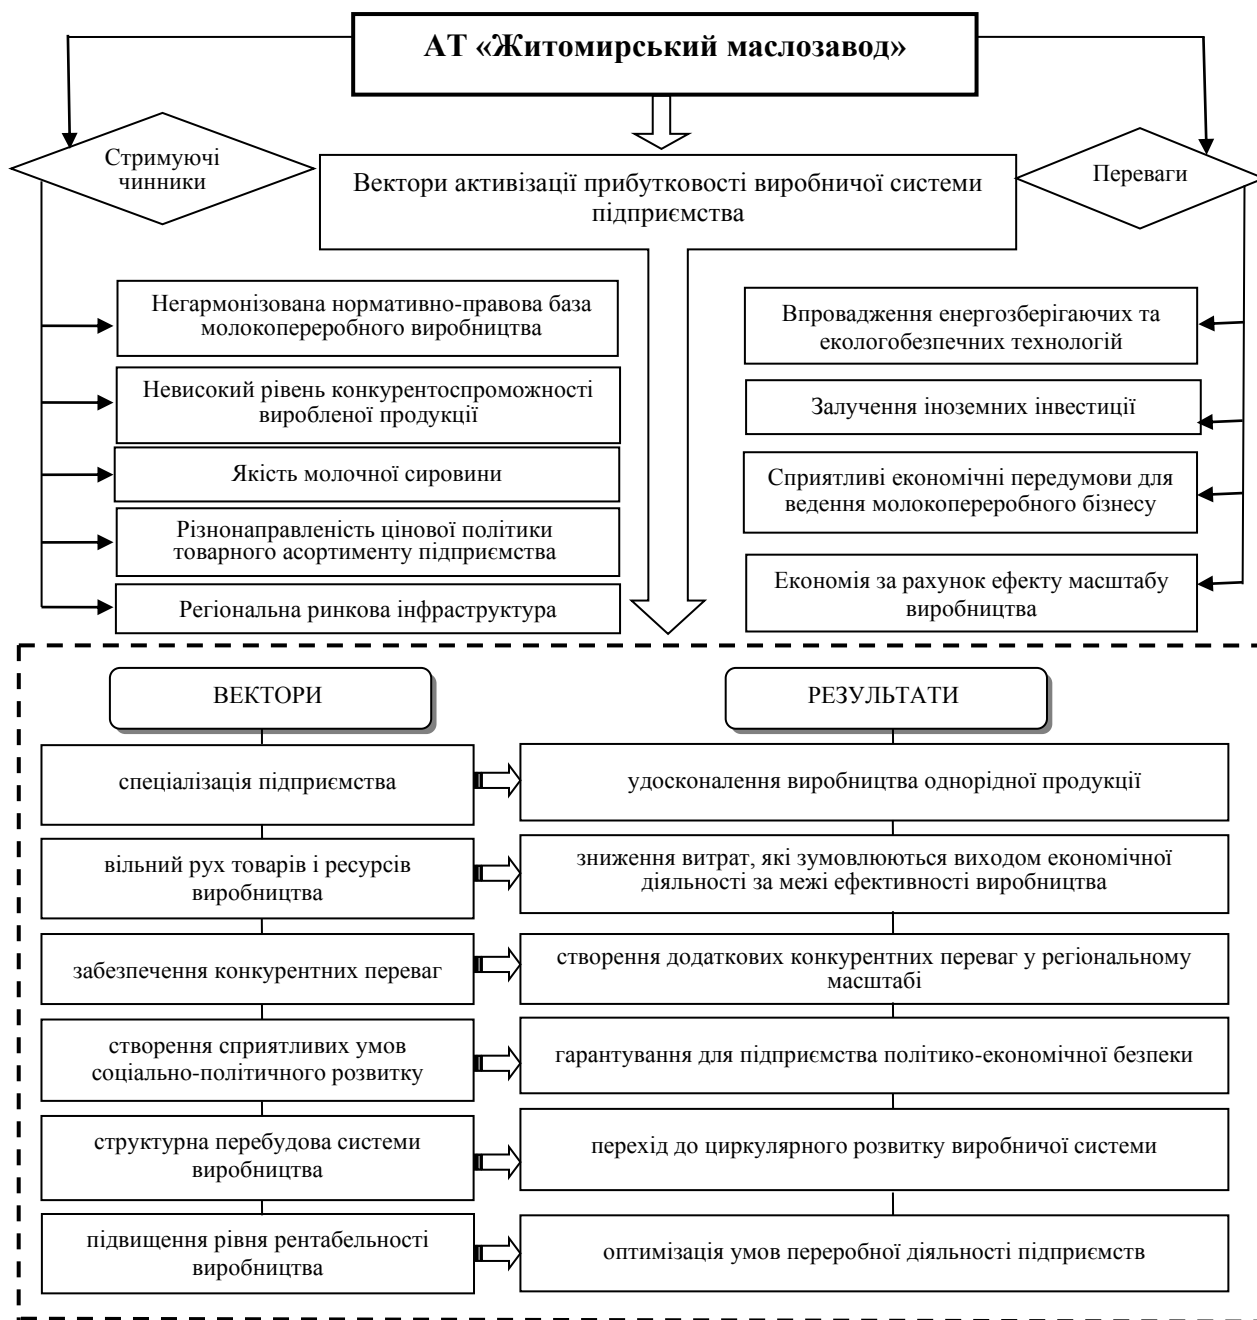 АТ «Житомирський маслозавод»
Стримуючі
чинники
Вектори активізації прибутковості виробничої системи
підприємства
Переваги
Негармонізована нормативно-правова база
молокопереробного виробництва
Невисокий рівень конкурентоспроможності
виробленої продукції
Якість молочної сировини
Різнонаправленість цінової політики
товарного асортименту підприємства
Регіональна ринкова інфраструктура
Впровадження енергозберігаючих та
екологобезпечних технологій
Залучення іноземних інвестиції
Сприятливі економічні передумови для
ведення молокопереробного бізнесу
Економія за рахунок ефекту масштабу
виробництва
ВЕКТОРИ
РЕЗУЛЬТАТИ
спеціалізація підприємства
удосконалення виробництва однорідної продукції
вільний рух товарів і ресурсів
виробництва
зниження витрат, які зумовлюються виходом економічної
діяльності за межі ефективності виробництва
забезпечення конкурентних переваг
створення додаткових конкурентних переваг у регіональному
масштабі
створення сприятливих умов
соціально-політичного розвитку
гарантування для підприємства політико-економічної безпеки
структурна перебудова системи
виробництва
перехід до циркулярного розвитку виробничої системи
підвищення рівня рентабельності
виробництва
оптимізація умов переробної діяльності підприємств